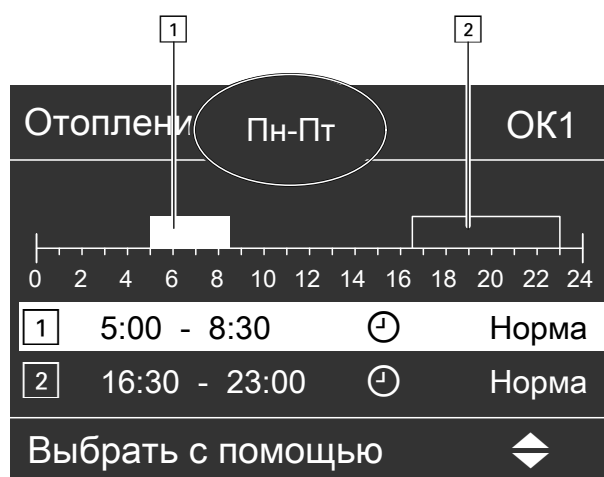 1 2
Отоплени Пн-Пт ОК1
0 2 4 6 8 10 12 14 16 18 20 22 24
1 5:00 - 8:30 Норма
2 16:30 - 23:00 Норма
Выбрать с помощью